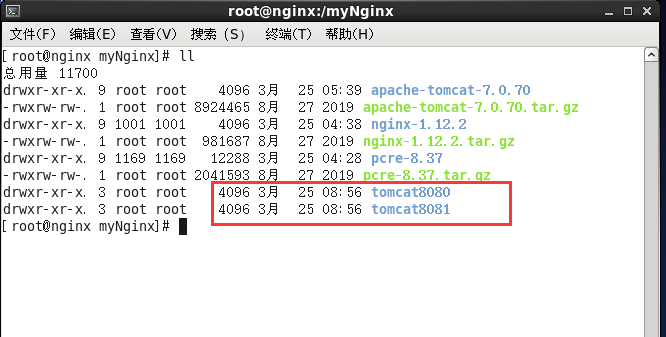 root@nginx:/myNginx
文件(F) 编辑(E) 查看(V) 搜索 (S) 终端(T) 帮助(H)
[root@nginx myNginx]# ll
总用量 11700
drwxr-xr-x. 9 root root 4096 3月 25 05:39 apache-tomcat-7.0.70
-rwxrw-rw-. 1 root root 8924465 8月 27 2019 apache-tomcat-7.0.70.tar.gz
drwxr-xr-x. 9 1001 1001 4096 3月 25 04:38 nginx-1.12.2
-rwxrw-rw-. 1 root root 981687 8月 27 2019 nginx-1.12.2.tar.gz
drwxr-xr-x. 9 1169 1169 12288 3月 25 04:28 pcre-8.37
-rwxrw-rw-. 1 root root 2041593 8月 27 2019 pcre-8.37.tar.gz
drwxr-xr-x. 3 root root 4096 3月 25 08:56 tomcat8080
drwxr-xr-x. 3 root root 4096 3月 25 08:56 tomcat8081
[root@nginx myNginx]#